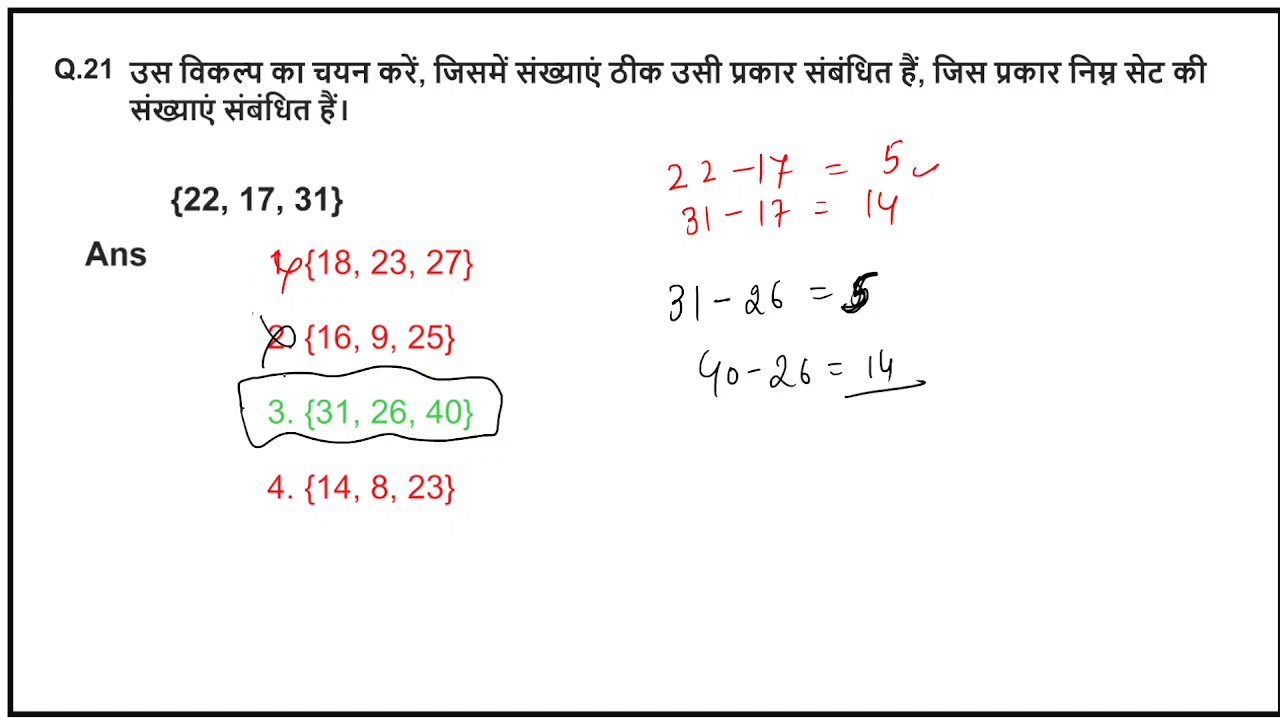 Q.21 उस विकल्प का चयन करें, जिसमें संख्याएं ठीक उसी प्रकार संबंधित हैं, जिस प्रकार निम्न सेट की
संख्याएं संबंधित हैं।
22 - 17 = 5
{22, 17, 31}
31 - 17 = 14
Ans
1. {18, 23, 27}
31 - 26 = 5
2. {16, 9, 25}
40 - 26 = 14
3. {31, 26, 40}
4. {14, 8, 23}